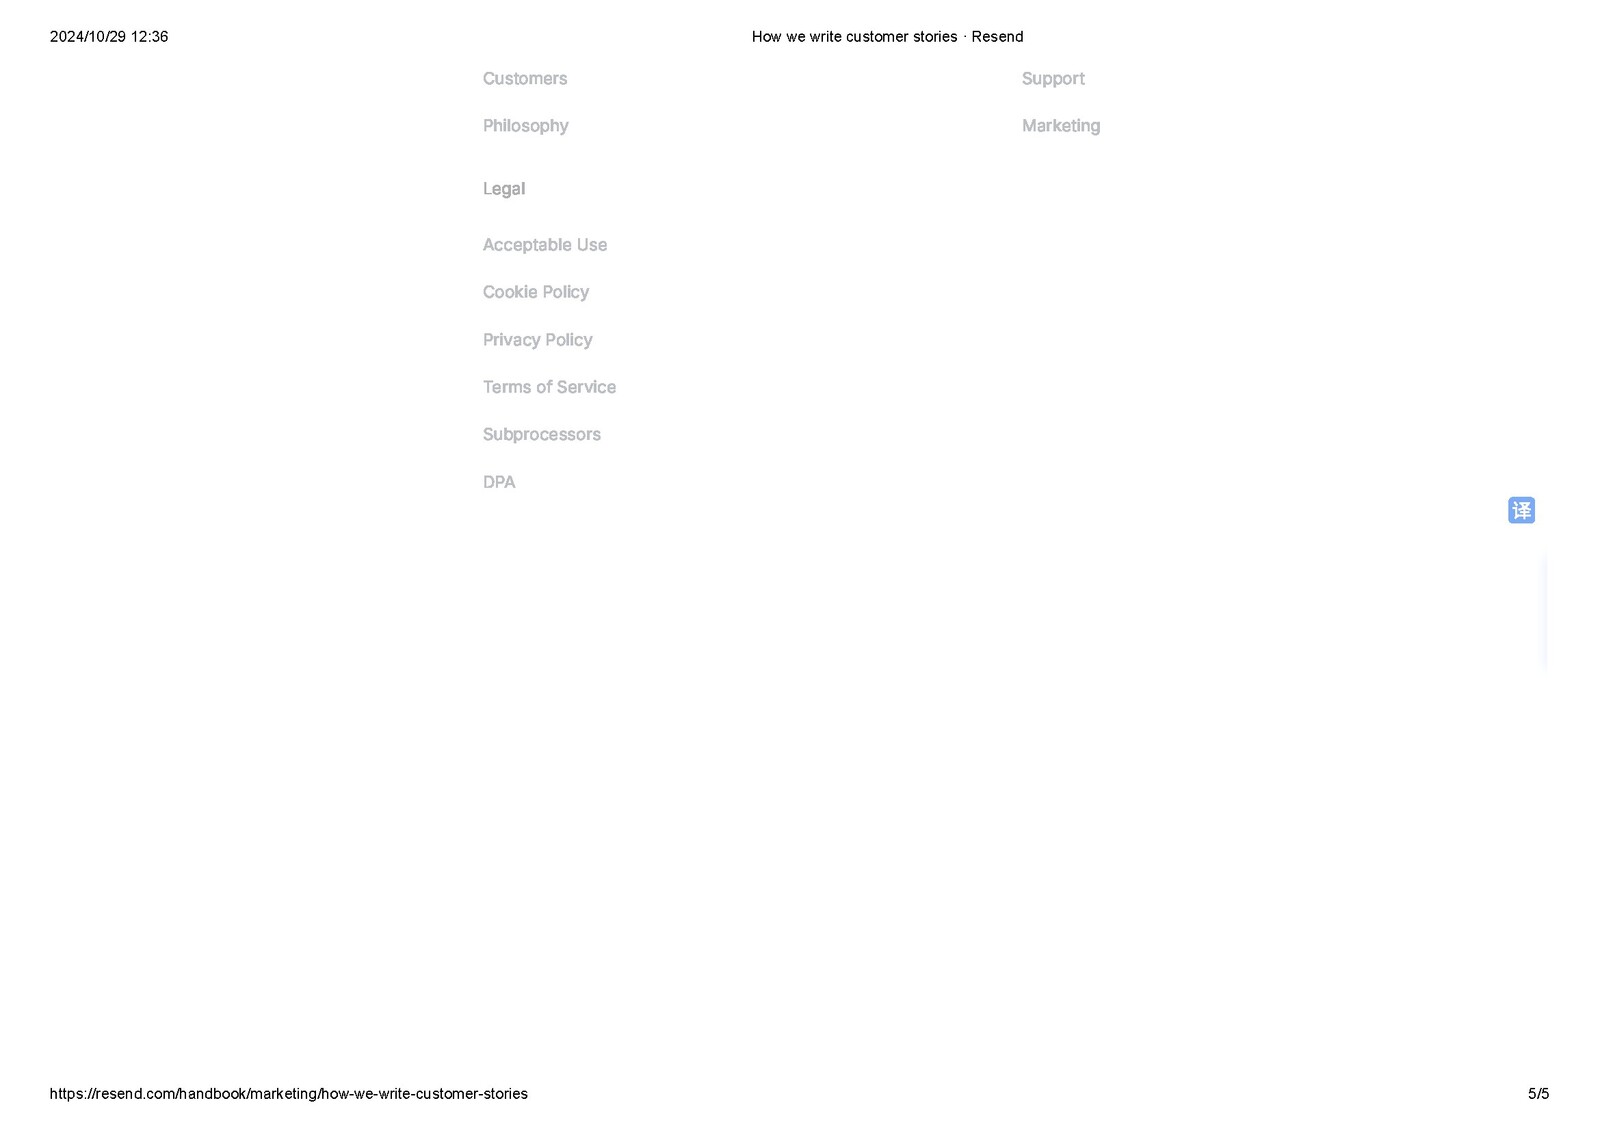 2024/10/29 12:36
How we write customer stories · Resend
Customers
Support
Philosophy
Marketing
Legal
Acceptable Use
Cookie Policy
Privacy Policy
Terms of Service
Subprocessors
DPA
译
https://resend.com/handbook/marketing/how-we-write-customer-stories
5/5